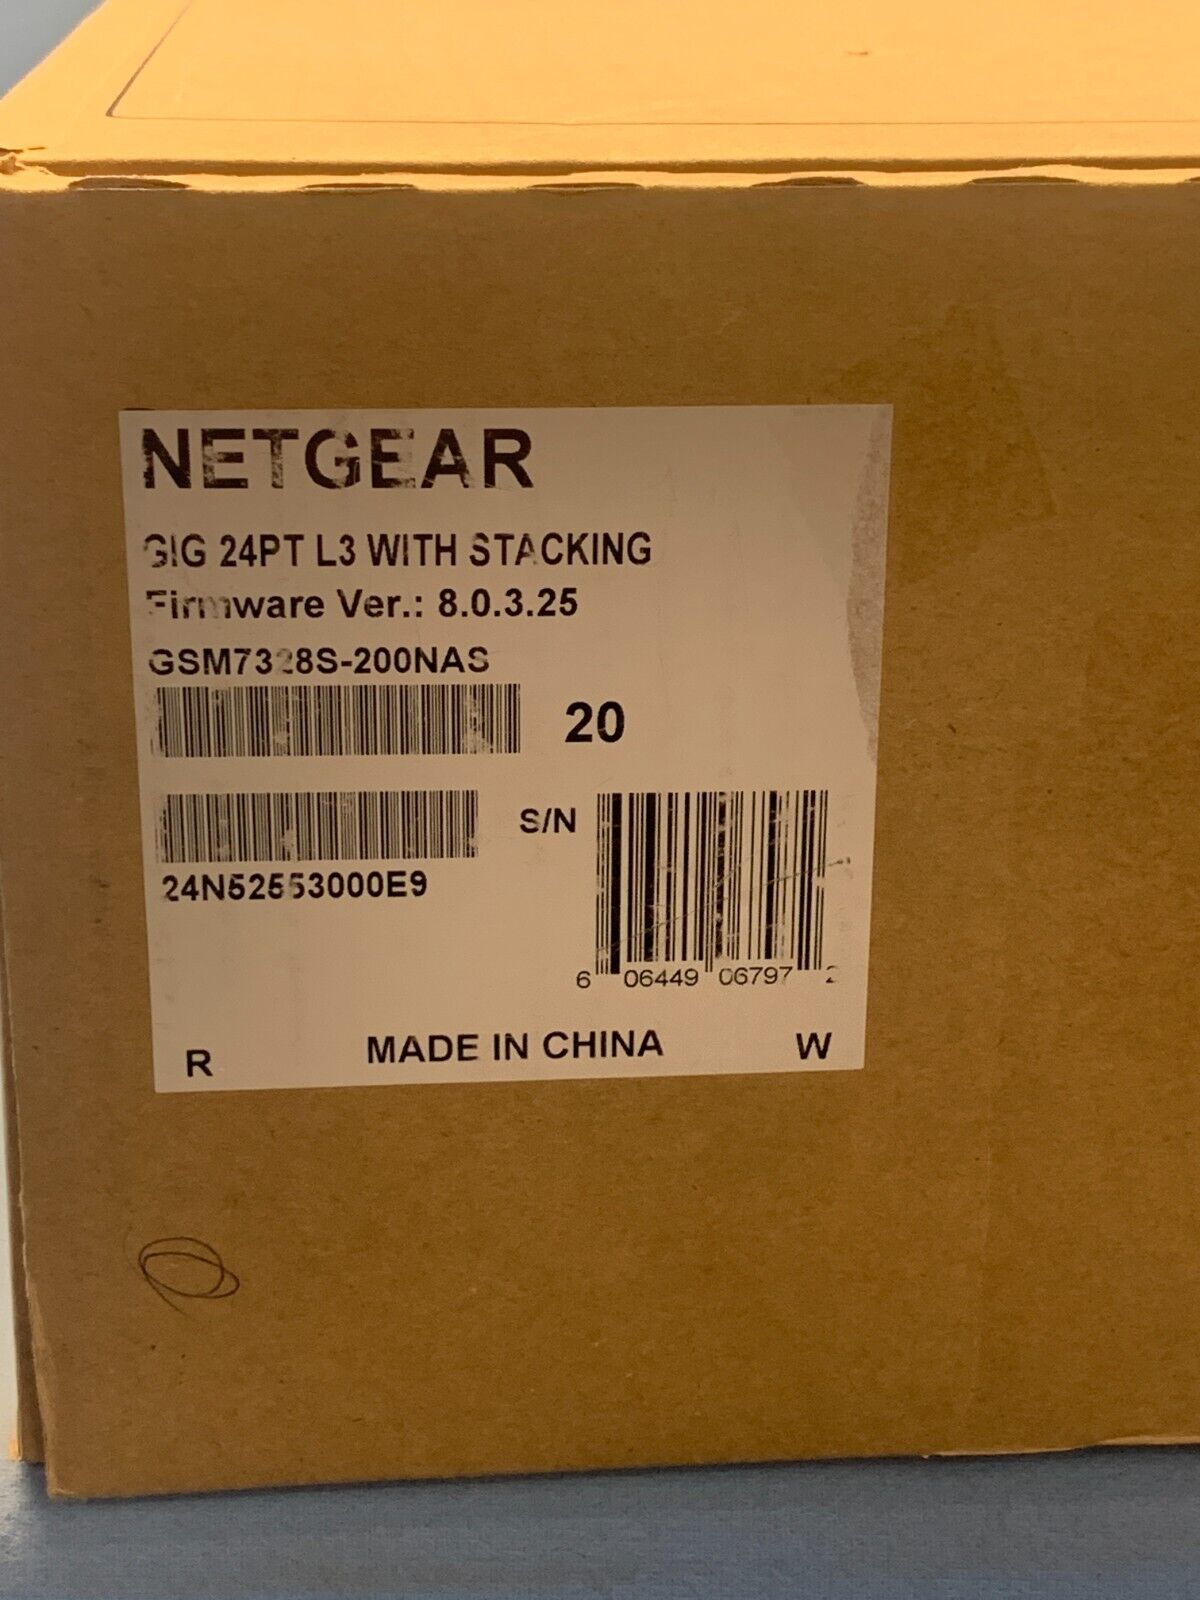 NETGEAR
GIG 24PT L3 WITH STACKING
Firmware Ver.: 8.0.3.25
GSM7328S-200NAS
20
S/N
24N52553000E9
6 06449 06797 2
R MADE IN CHINA W